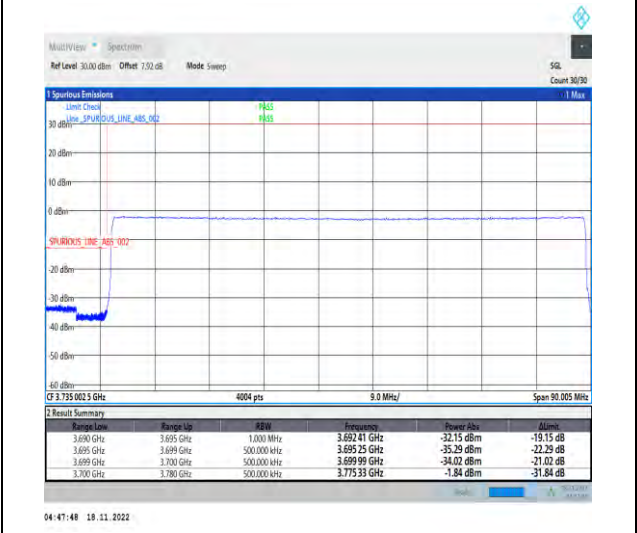 MultiView Spectrum
Ref Level 30.00 dBm Offset 7.92 dB Mode Sweep SGL
Count 30/30
1 Spurious Emissions 1 Max
Limit Check PASS
Line _SPURIOUS_LINE_ABS_002 PASS
30 dBm
20 dBm
10 dBm
0 dBm
_SPURIOUS_LINE_ABS_002
-20 dBm
-30 dBm
-40 dBm
-50 dBm
-60 dBm
CF 3.735 002 5 GHz 4004 pts 9.0 MHz/ Span 90.005 MHz
2 Result Summary
Range Low Range Up RBW Frequency Power Abs ΔLimit
3.690 GHz 3.695 GHz 1.000 MHz 3.692 41 GHz -32.15 dBm -19.15 dB
3.695 GHz 3.699 GHz 500.000 kHz 3.695 25 GHz -35.29 dBm -22.29 dB
3.699 GHz 3.700 GHz 500.000 kHz 3.699 99 GHz -34.02 dBm -21.02 dB
3.700 GHz 3.780 GHz 500.000 kHz 3.775 33 GHz -1.84 dBm -31.84 dB
04:47:48 18.11.2022